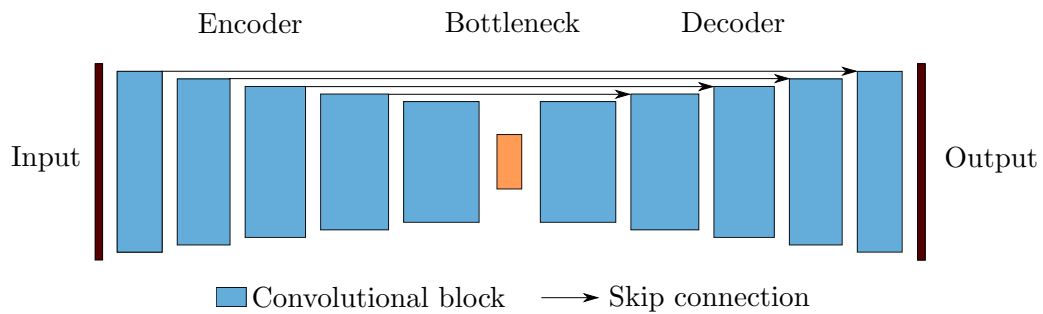 Encoder Bottleneck Decoder
Input Output
Convolutional block Skip connection